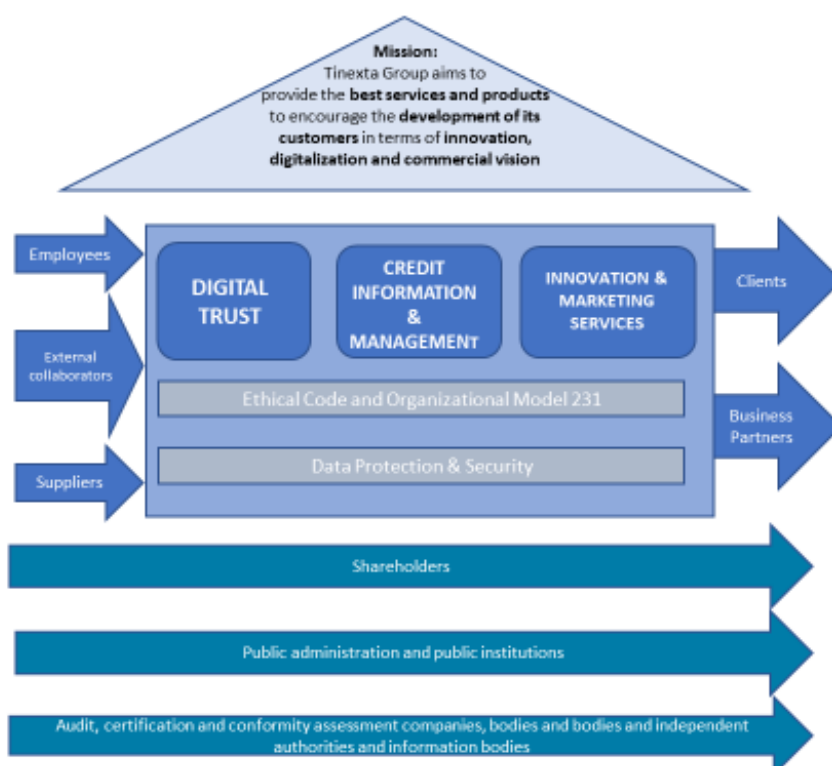 Mission:
Tinexta Group aims to
provide the best services and products
to encourage the development of its
customers in terms of innovation,
digitalization and commercial vision
Employees
External
collaborators
Suppliers
DIGITAL
TRUST
CREDIT
INFORMATION
&
MANAGEMENT
INNOVATION &
MARKETING
SERVICES
Ethical Code and Organizational Model 231
Data Protection & Security
Clients
Business
Partners
Shareholders
Public administration and public institutions
Audit, certification and conformity assessment companies, bodies and bodies and independent
authorities and information bodies